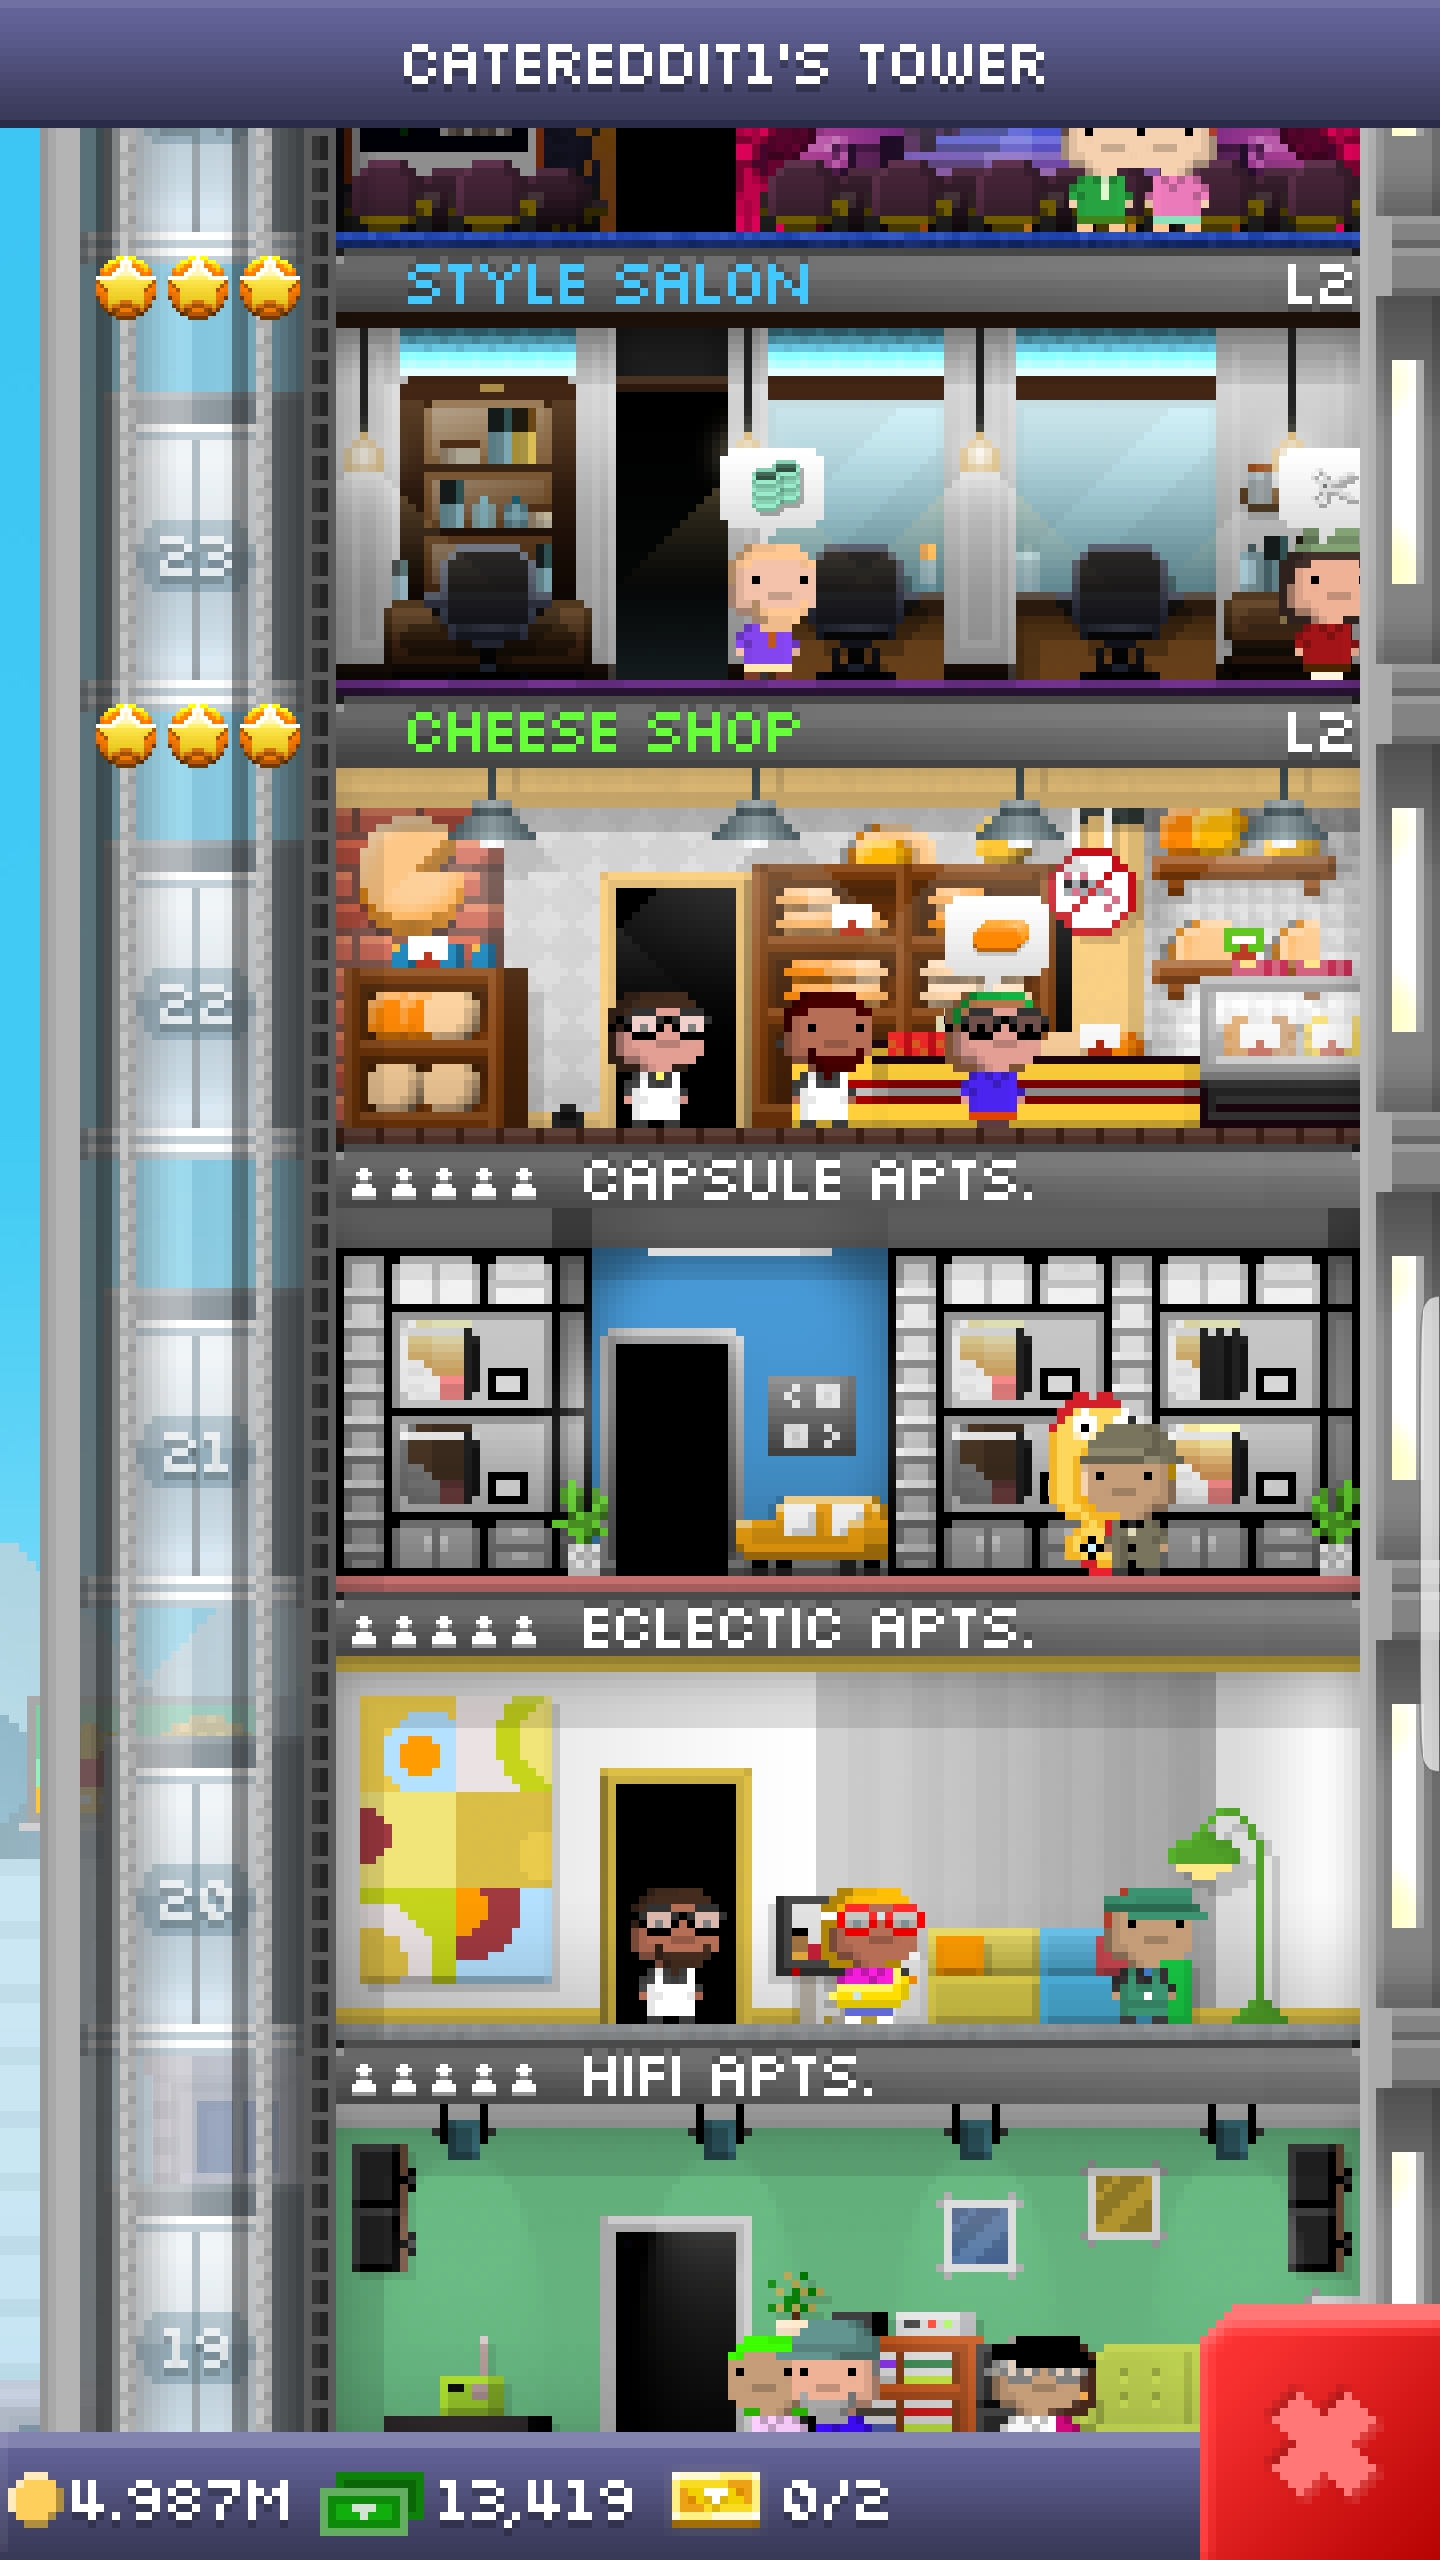 CATEREDDIT1'S TOWER
STYLE SALON L2
23
CHEESE SHOP L2
22
CAPSULE APTS.
21
ECLECTIC APTS.
20
HIFI APTS.
19
4.987M 13,419 0/2